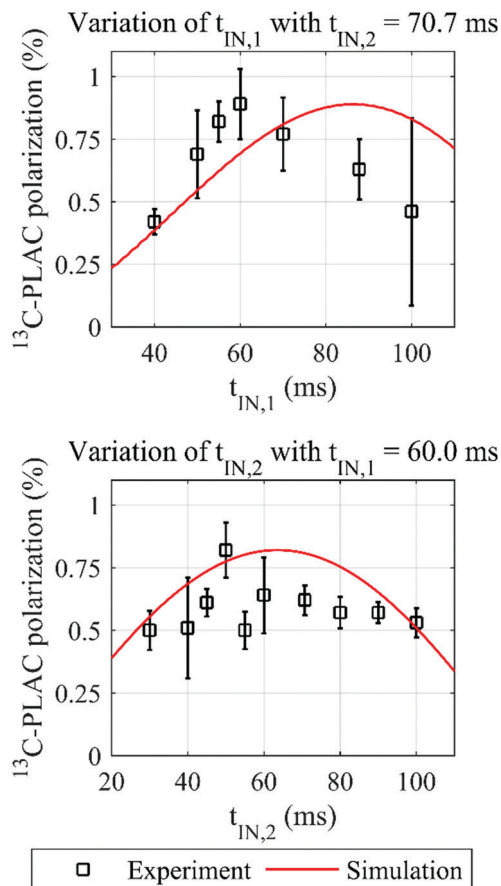 Variation of t_IN,1 with t_IN,2 = 70.7 ms
¹³C-PLAC polarization (%)
1
0.75
0.5
0.25
0
40 60 80 100
t_IN,1 (ms)
Variation of t_IN,2 with t_IN,1 = 60.0 ms
¹³C-PLAC polarization (%)
1
0.75
0.5
0.25
0
20 40 60 80 100
t_IN,2 (ms)
Experiment Simulation